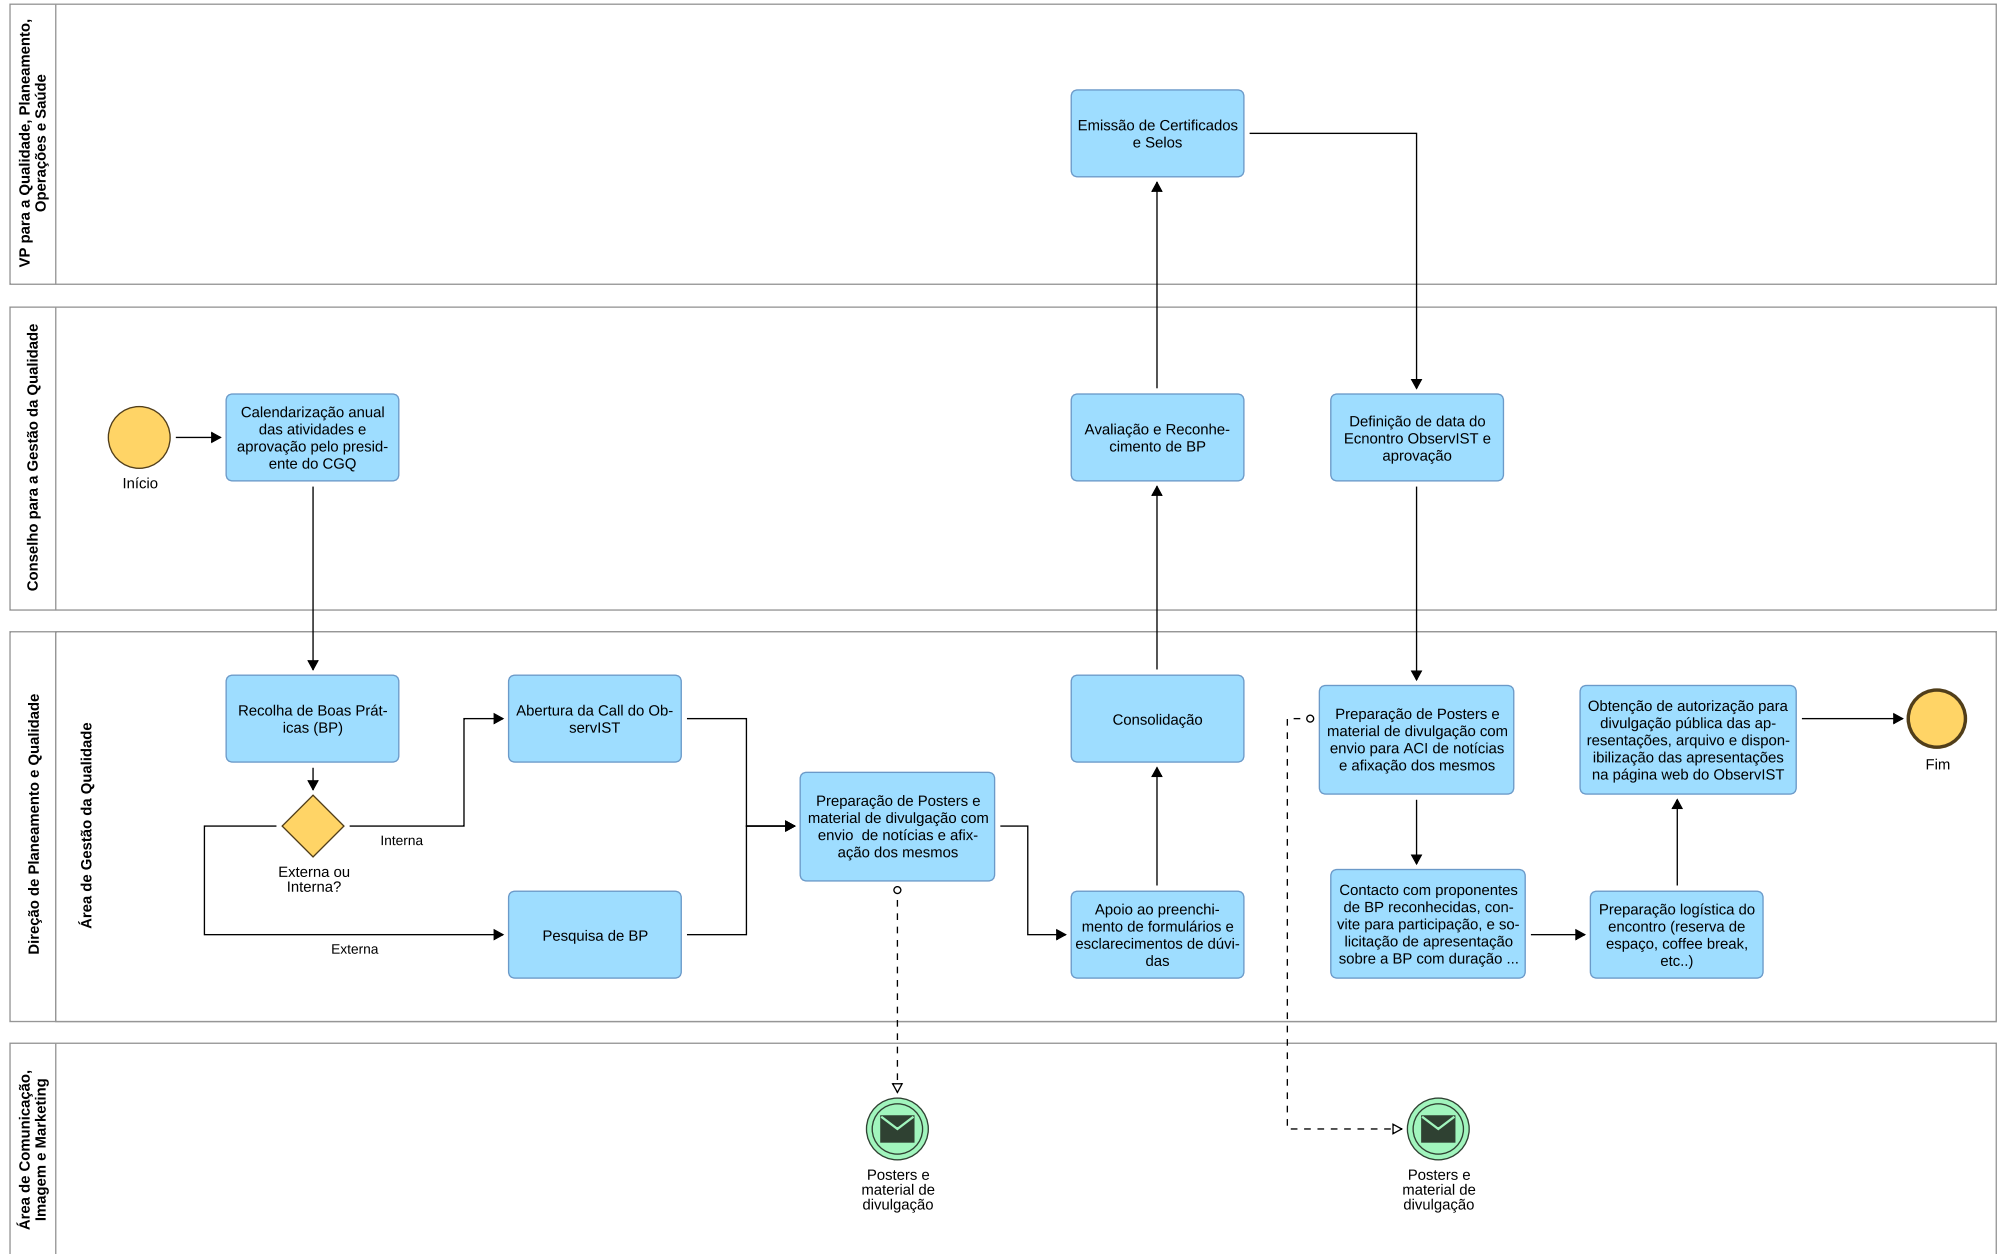 VP para a Qualidade, Planeamento,
Operações e Saúde
Emissão de Certificados
e Selos
Conselho para a Gestão da Qualidade
Início
Calendarização anual
das atividades e
aprovação pelo presid-
ente do CGQ
Avaliação e Reconhe-
cimento de BP
Definição de data do
Ecnontro ObservIST e
aprovação
Direção de Planeamento e Qualidade
Área de Gestão da Qualidade
Recolha de Boas Prát-
icas (BP)
Externa ou
Interna?
Interna
Externa
Abertura da Call do Ob-
servIST
Pesquisa de BP
Preparação de Posters e
material de divulgação com
envio  de notícias e afix-
ação dos mesmos
Consolidação
Apoio ao preenchi-
mento de formulários e
esclarecimentos de dúvi-
das
Preparação de Posters e
material de divulgação com
envio para ACI de notícias
e afixação dos mesmos
Contacto com proponentes
de BP reconhecidas, con-
vite para participação, e so-
licitação de apresentação
sobre a BP com duração ...
Preparação logística do
encontro (reserva de
espaço, coffee break,
etc..)
Obtenção de autorização para
divulgação pública das ap-
resentações, arquivo e dispon-
ibilização das apresentações
na página web do ObservIST
Fim
Área de Comunicação,
Imagem e Marketing
Posters e
material de
divulgação
Posters e
material de
divulgação